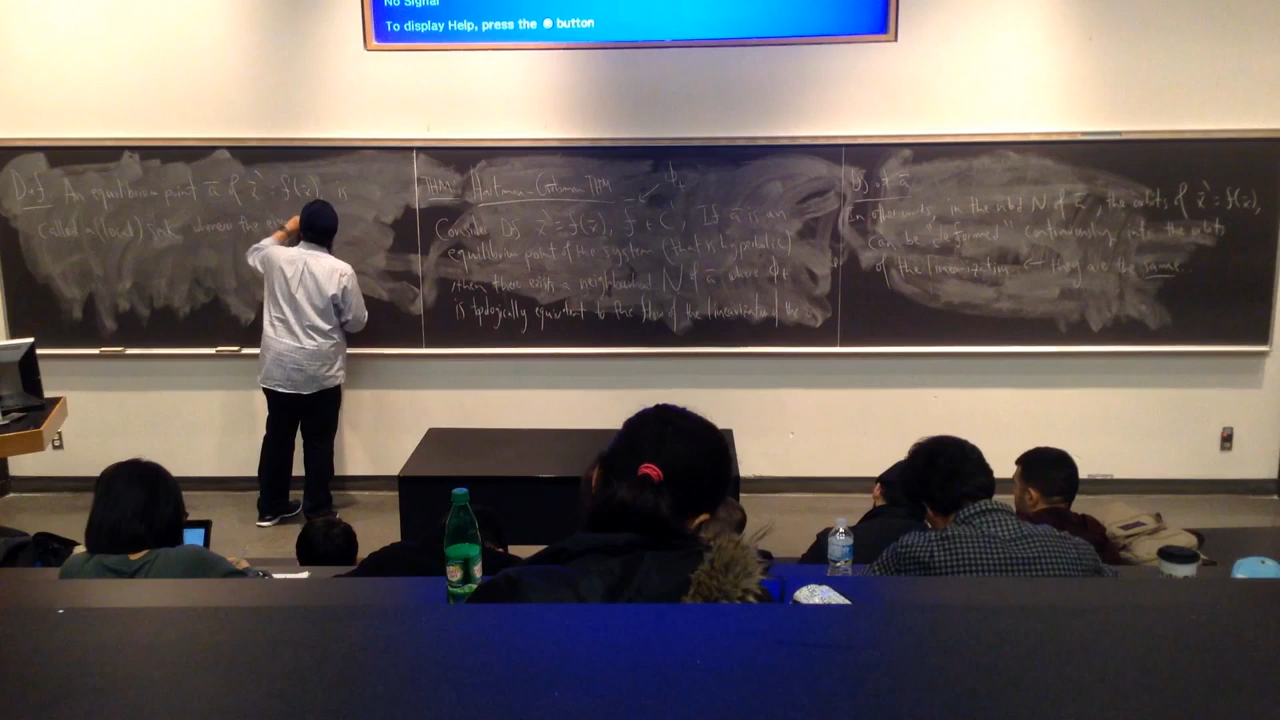 No Signal
To display Help, press the button
Def An equilibrium point a̅ of x̅' = f(x̅) is
called a (local) sink whenever the
THM: Hartman-Grobman THM
Φt
Consider DS x̅' = f(x̅), f̅ ∈ C'. If a̅ is an
equilibrium point of the system (that is hyperbolic)
then there exists a neighbourhood N of a̅ where Φt
is topologically equivalent to the flow of the linearization of the
DS at a̅
In other words, in the nbd N of a̅, the orbits of x̅' = f(x̅),
can be "deformed" continuously into the orbits
of the linearization. they are the same.